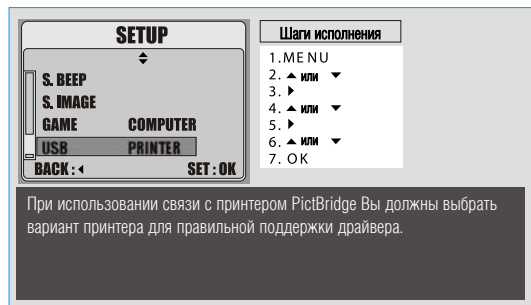 SETUP
S. BEEP
S. IMAGE
GAME COMPUTER
USB PRINTER
BACK : ◂ SET : OK
Шаги исполнения
1.MENU
2. ▲ или ▼
3. ▶
4. ▲ или ▼
5. ▶
6. ▲ или ▼
7. OK
При использовании связи с принтером PictBridge Вы должны выбрать
вариант принтера для правильной поддержки драйвера.